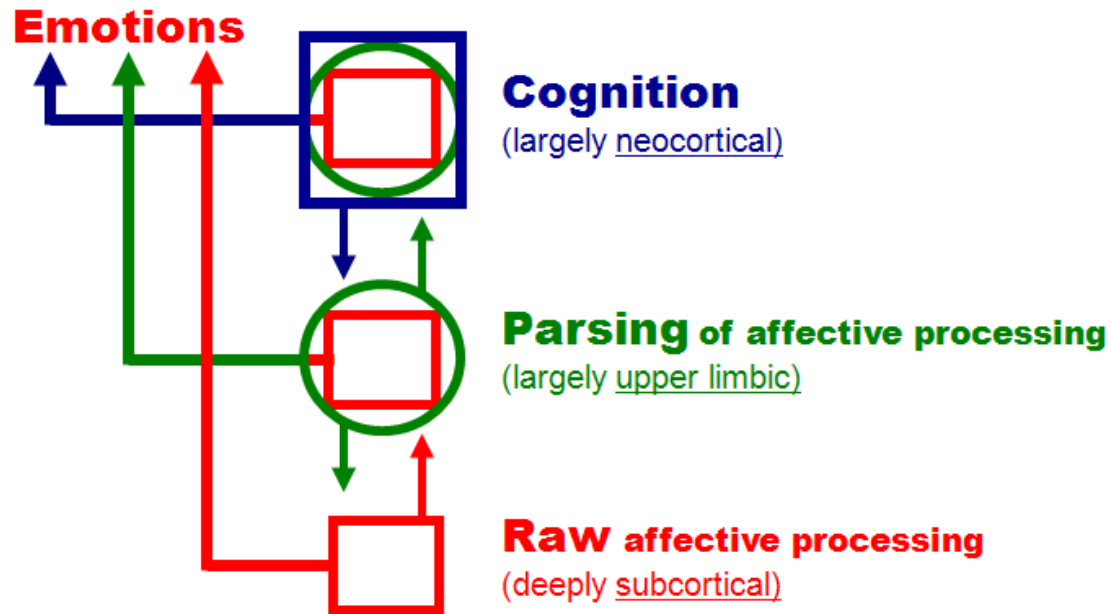 Emotions
Cognition
(largely neocortical)
Parsing of affective processing
(largely upper limbic)
Raw affective processing
(deeply subcortical)